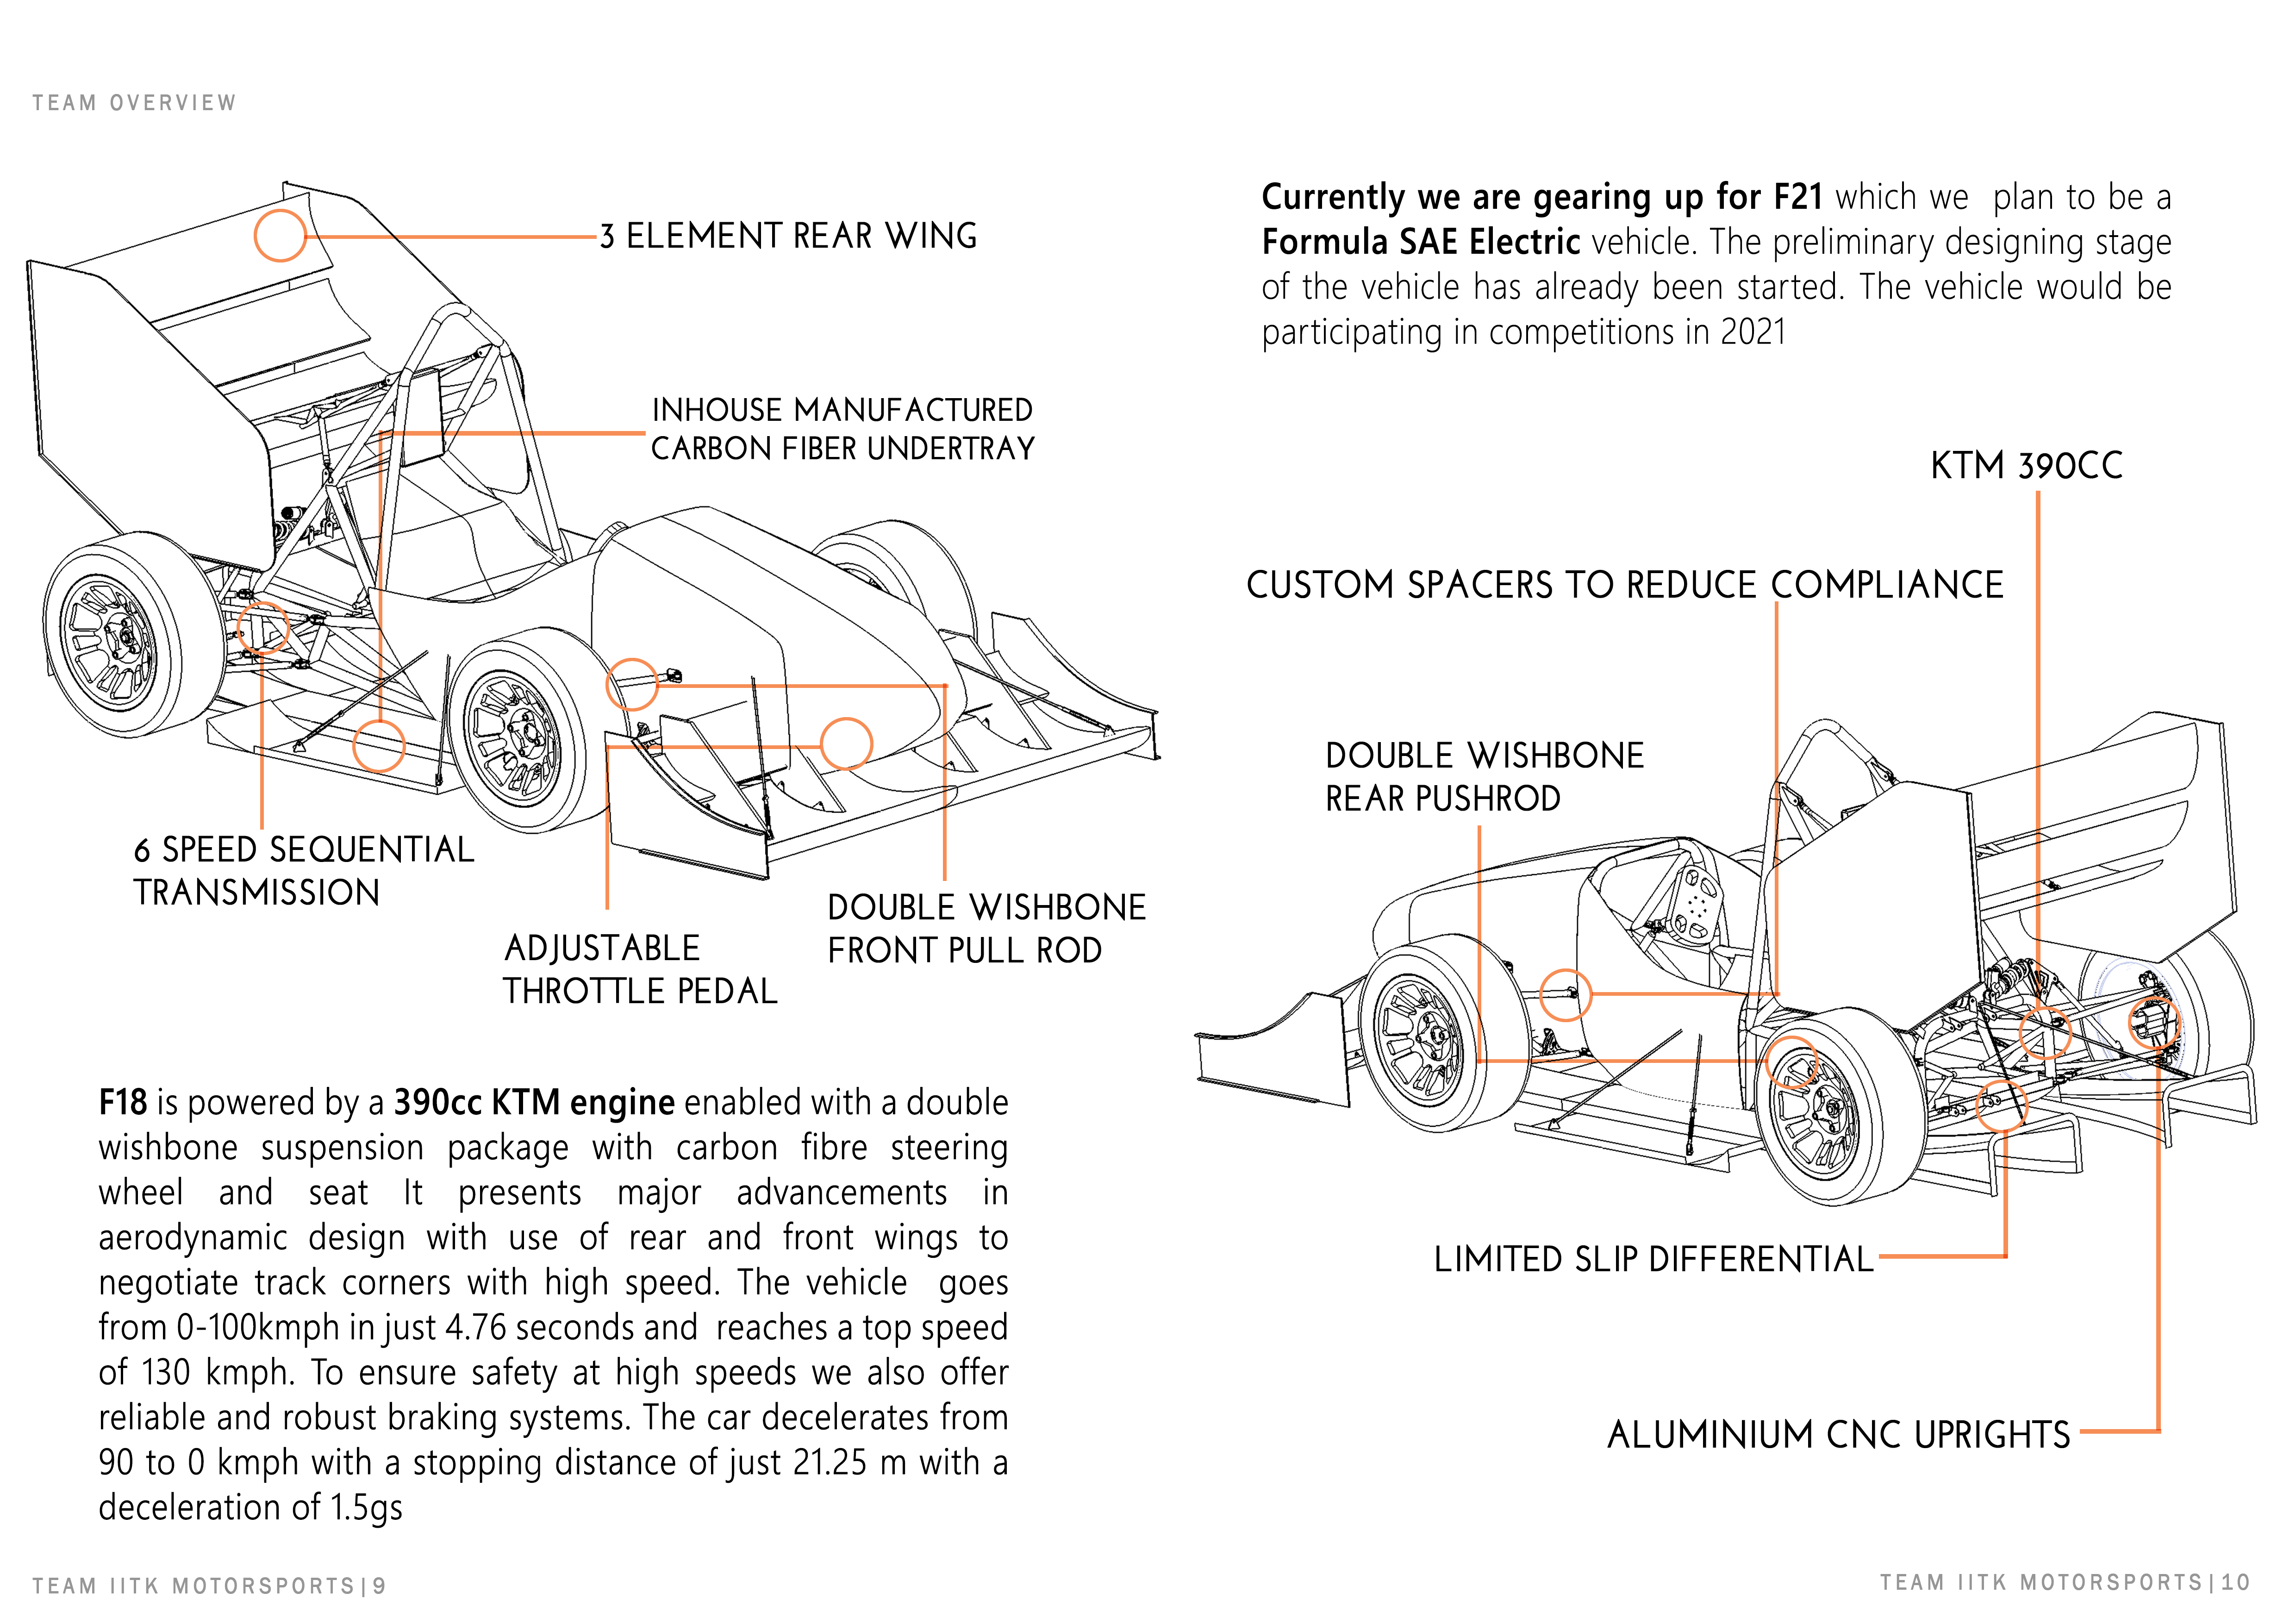 TEAM OVERVIEW
3 ELEMENT REAR WING
INHOUSE MANUFACTURED
CARBON FIBER UNDERTRAY
6 SPEED SEQUENTIAL
TRANSMISSION
ADJUSTABLE
THROTTLE PEDAL
DOUBLE WISHBONE
FRONT PULL ROD
F18 is powered by a 390cc KTM engine enabled with a double
wishbone suspension package with carbon fibre steering
wheel and seat It presents major advancements in
aerodynamic design with use of rear and front wings to
negotiate track corners with high speed. The vehicle goes
from 0-100kmph in just 4.76 seconds and reaches a top speed
of 130 kmph. To ensure safety at high speeds we also offer
reliable and robust braking systems. The car decelerates from
90 to 0 kmph with a stopping distance of just 21.25 m with a
deceleration of 1.5gs
TEAM IITK MOTORSPORTS|9
Currently we are gearing up for F21 which we plan to be a
Formula SAE Electric vehicle. The preliminary designing stage
of the vehicle has already been started. The vehicle would be
participating in competitions in 2021
KTM 390CC
CUSTOM SPACERS TO REDUCE COMPLIANCE
DOUBLE WISHBONE
REAR PUSHROD
LIMITED SLIP DIFFERENTIAL
ALUMINIUM CNC UPRIGHTS
TEAM IITK MOTORSPORTS|10